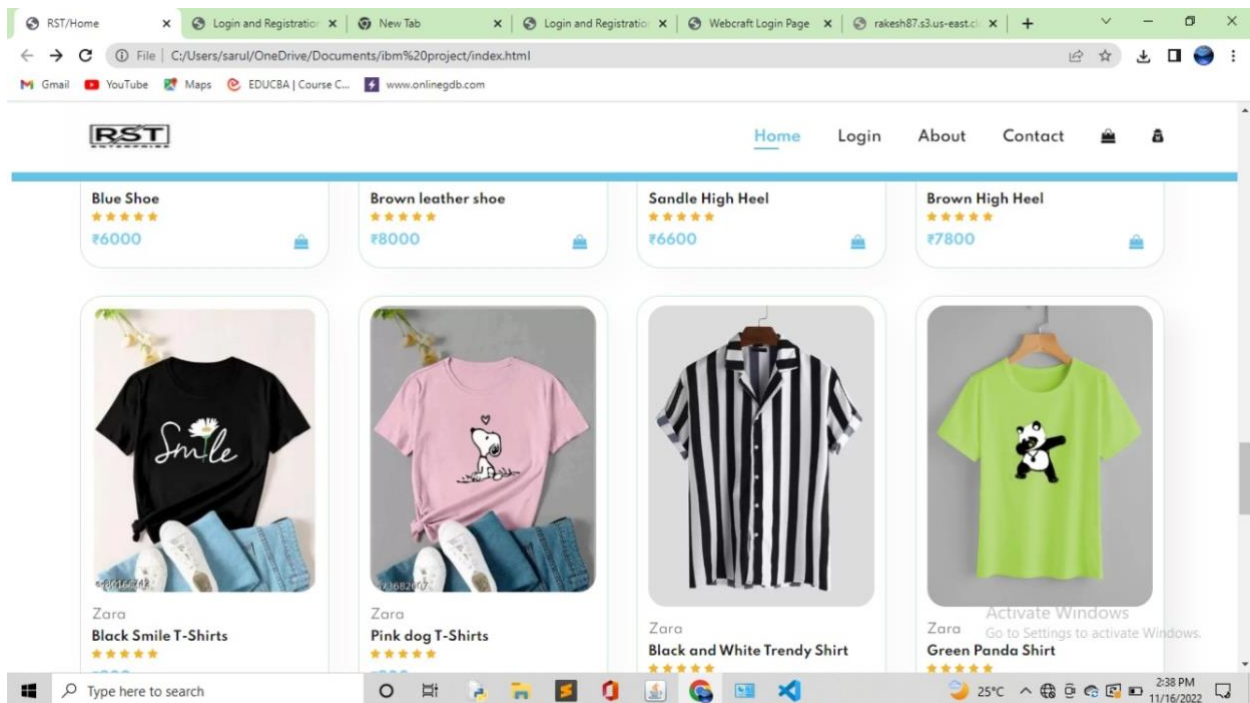 RST/Home
Login and Registration
New Tab
Login and Registratio
Webcraft Login Page
rakesh87.s3.us-east.cl
File C:/Users/sarul/OneDrive/Documents/ibm%20project/index.html
Gmail YouTube Maps EDUCBA | Course C... www.onlinegdb.com
RST
ENTERPRISE
Home Login About Contact
Blue Shoe
₹6000
Brown leather shoe
₹8000
Sandle High Heel
₹6600
Brown High Heel
₹7800
Smile
Zara
Black Smile T-Shirts
Zara
Pink dog T-Shirts
Zara
Black and White Trendy Shirt
Zara
Green Panda Shirt
Activate Windows
Go to Settings to activate Windows.
Type here to search
25°C
2:38 PM
11/16/2022